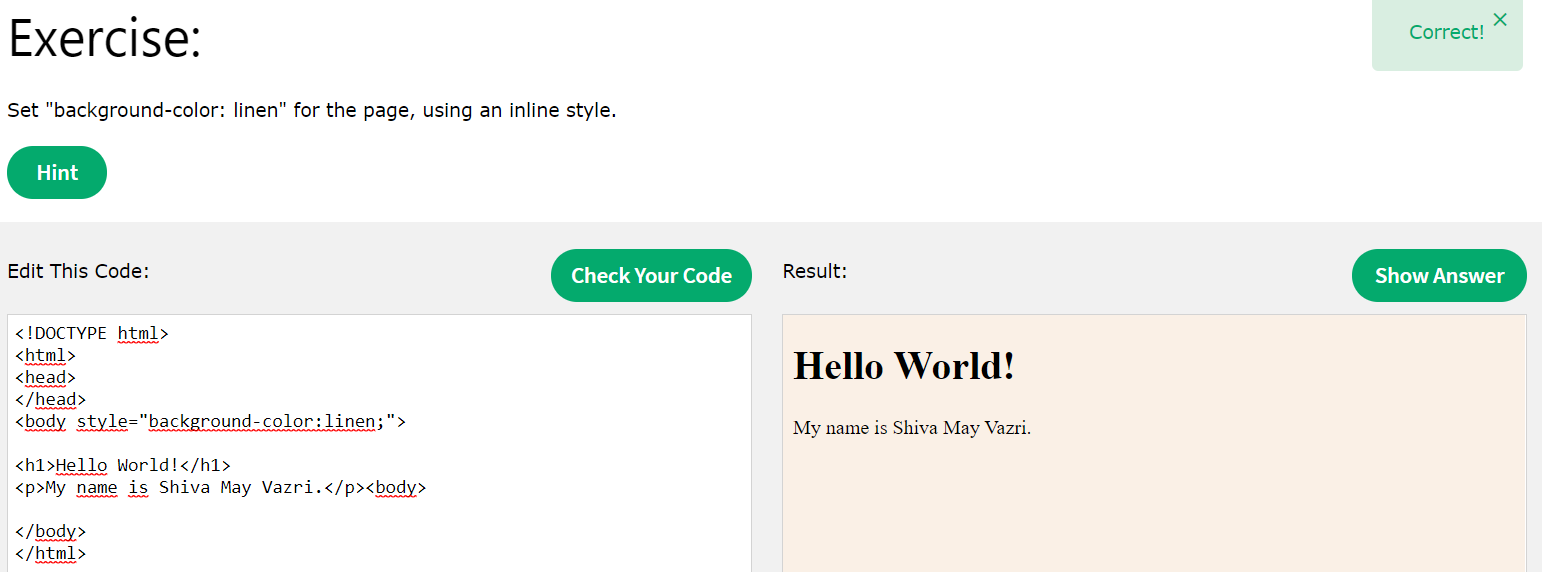 Exercise:
Correct!
×
Set "background-color: linen" for the page, using an inline style.
Hint
Edit This Code:
Check Your Code
Result:
Show Answer
<!DOCTYPE html>
<html>
<head>
</head>
<body style="background-color:linen;">
<h1>Hello World!</h1>
<p>My name is Shiva May Vazri.</p><body>
</body>
</html>
Hello World!
My name is Shiva May Vazri.